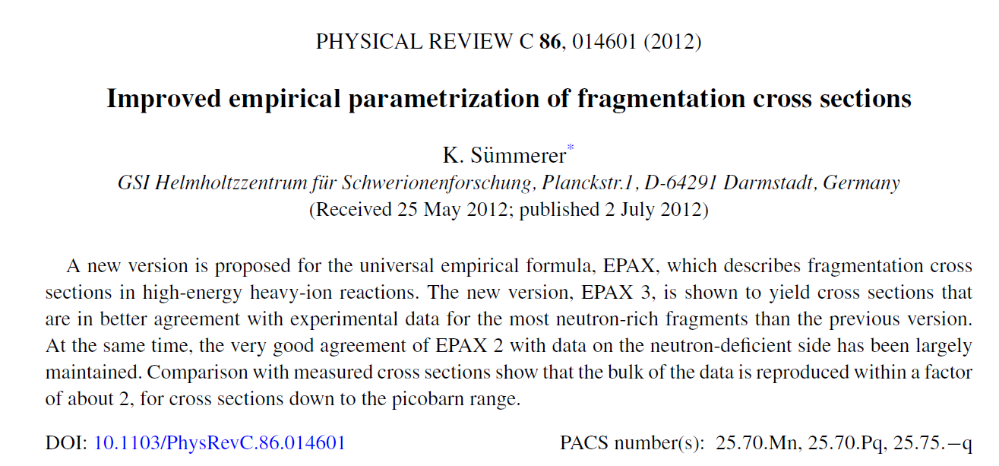 PHYSICAL REVIEW C 86, 014601 (2012)
Improved empirical parametrization of fragmentation cross sections
K. Sümmerer*
GSI Helmholtzzentrum für Schwerionenforschung, Planckstr.1, D-64291 Darmstadt, Germany
(Received 25 May 2012; published 2 July 2012)
A new version is proposed for the universal empirical formula, EPAX, which describes fragmentation cross
sections in high-energy heavy-ion reactions. The new version, EPAX 3, is shown to yield cross sections that
are in better agreement with experimental data for the most neutron-rich fragments than the previous version.
At the same time, the very good agreement of EPAX 2 with data on the neutron-deficient side has been largely
maintained. Comparison with measured cross sections show that the bulk of the data is reproduced within a factor
of about 2, for cross sections down to the picobarn range.
DOI: 10.1103/PhysRevC.86.014601 PACS number(s): 25.70.Mn, 25.70.Pq, 25.75.−q